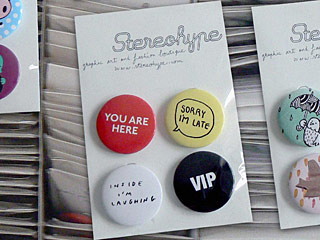 Stereohype
graphic art and fashion boutique
www.stereohype.com
YOU ARE
HERE
SORRY
I'M LATE
INSIDE
I'M
LAUGHING
VIP